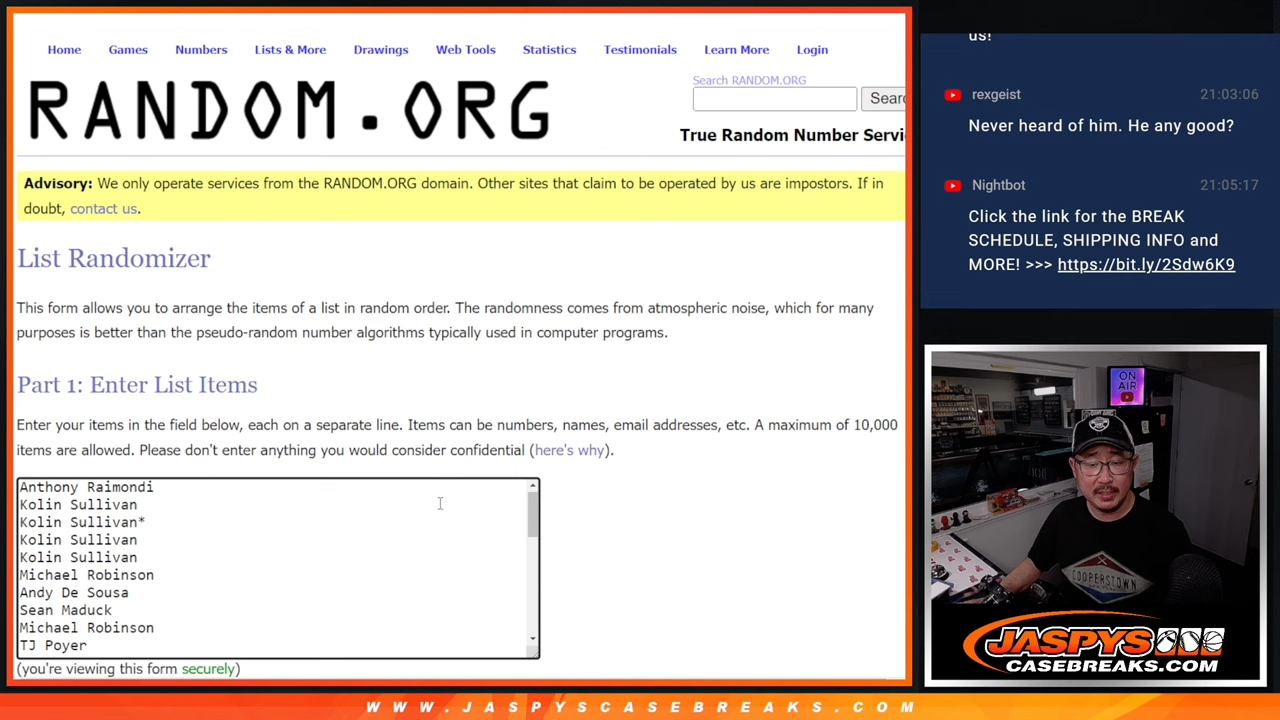 Home Games Numbers Lists & More Drawings Web Tools Statistics Testimonials Learn More Login
RANDOM.ORG
Search RANDOM.ORG
Searc
True Random Number Servi
Advisory: We only operate services from the RANDOM.ORG domain. Other sites that claim to be operated by us are impostors. If in
doubt, contact us.
List Randomizer
This form allows you to arrange the items of a list in random order. The randomness comes from atmospheric noise, which for many
purposes is better than the pseudo-random number algorithms typically used in computer programs.
Part 1: Enter List Items
Enter your items in the field below, each on a separate line. Items can be numbers, names, email addresses, etc. A maximum of 10,000
items are allowed. Please don't enter anything you would consider confidential (here's why).
Anthony Raimondi
Kolin Sullivan
Kolin Sullivan*
Kolin Sullivan
Kolin Sullivan
Michael Robinson
Andy De Sousa
Sean Maduck
Michael Robinson
TJ Poyer
(you're viewing this form securely)
us!
rexgeist 21:03:06
Never heard of him. He any good?
Nightbot 21:05:17
Click the link for the BREAK
SCHEDULE, SHIPPING INFO and
MORE! >>> https://bit.ly/2Sdw6K9
ON
AIR
COOPERSTOWN
JASPYS
CASEBREAKS.COM
WWW.JASPYSCASEBREAKS.COM